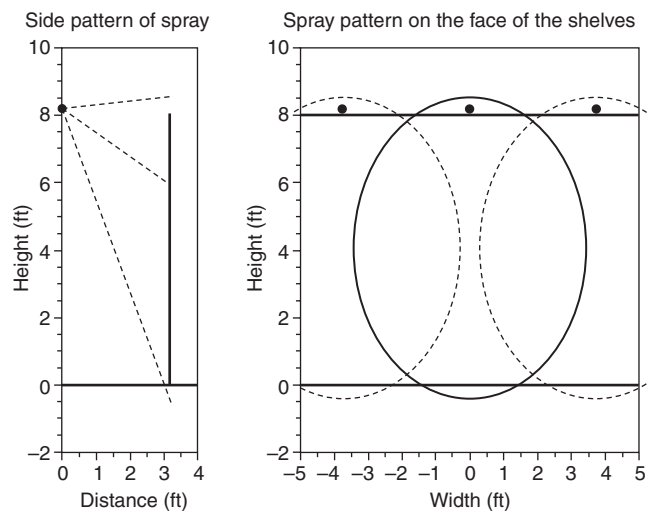 Side pattern of spray
Height (ft)
10
8
6
4
2
0
–2
0 1 2 3 4
Distance (ft)
Spray pattern on the face of the shelves
Height (ft)
10
8
6
4
2
0
–2
–5 –4 –3 –2 –1 0 1 2 3 4 5
Width (ft)